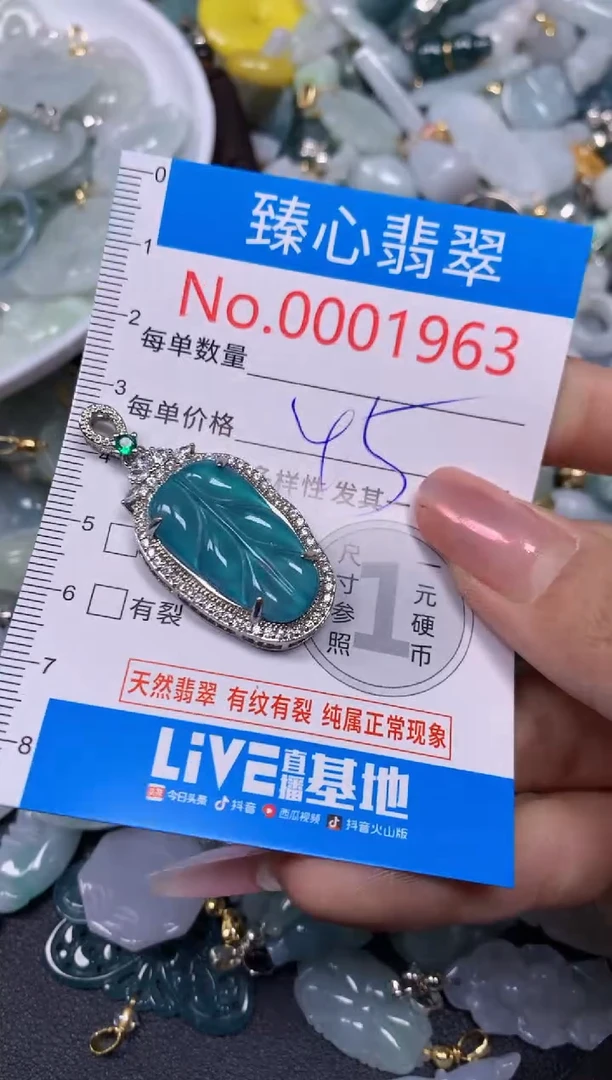 臻心翡翠
No.0001963
每单数量
每单价格
45
多样性 发其
有裂
尺寸参照
1
元硬币
天然翡翠 有纹有裂 纯属正常现象
LiVE直播基地
今日头条 抖音 西瓜视频 抖音火山版
0
1
2
3
4
5
6
7
8